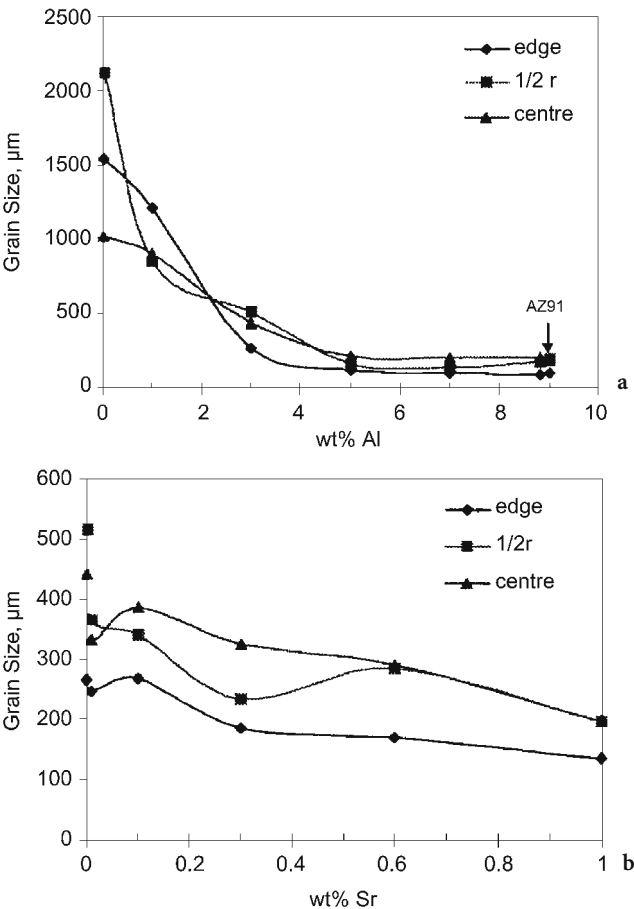 2500
2000
1500
1000
500
0
Grain Size, µm
edge
1/2 r
centre
AZ91
0 2 4 6 8 10
wt% Al
a
600
500
400
300
200
100
0
Grain Size, µm
edge
1/2r
centre
0 0.2 0.4 0.6 0.8 1
wt% Sr
b